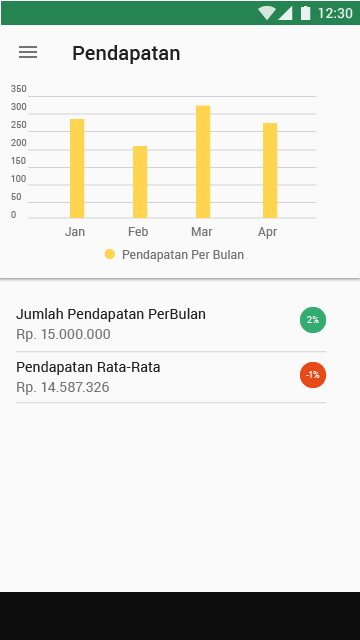 12:30
Pendapatan
350
300
250
200
150
100
50
0
Jan Feb Mar Apr
Pendapatan Per Bulan
Jumlah Pendapatan PerBulan
Rp. 15.000.000
2%
Pendapatan Rata-Rata
Rp. 14.587.326
-1%